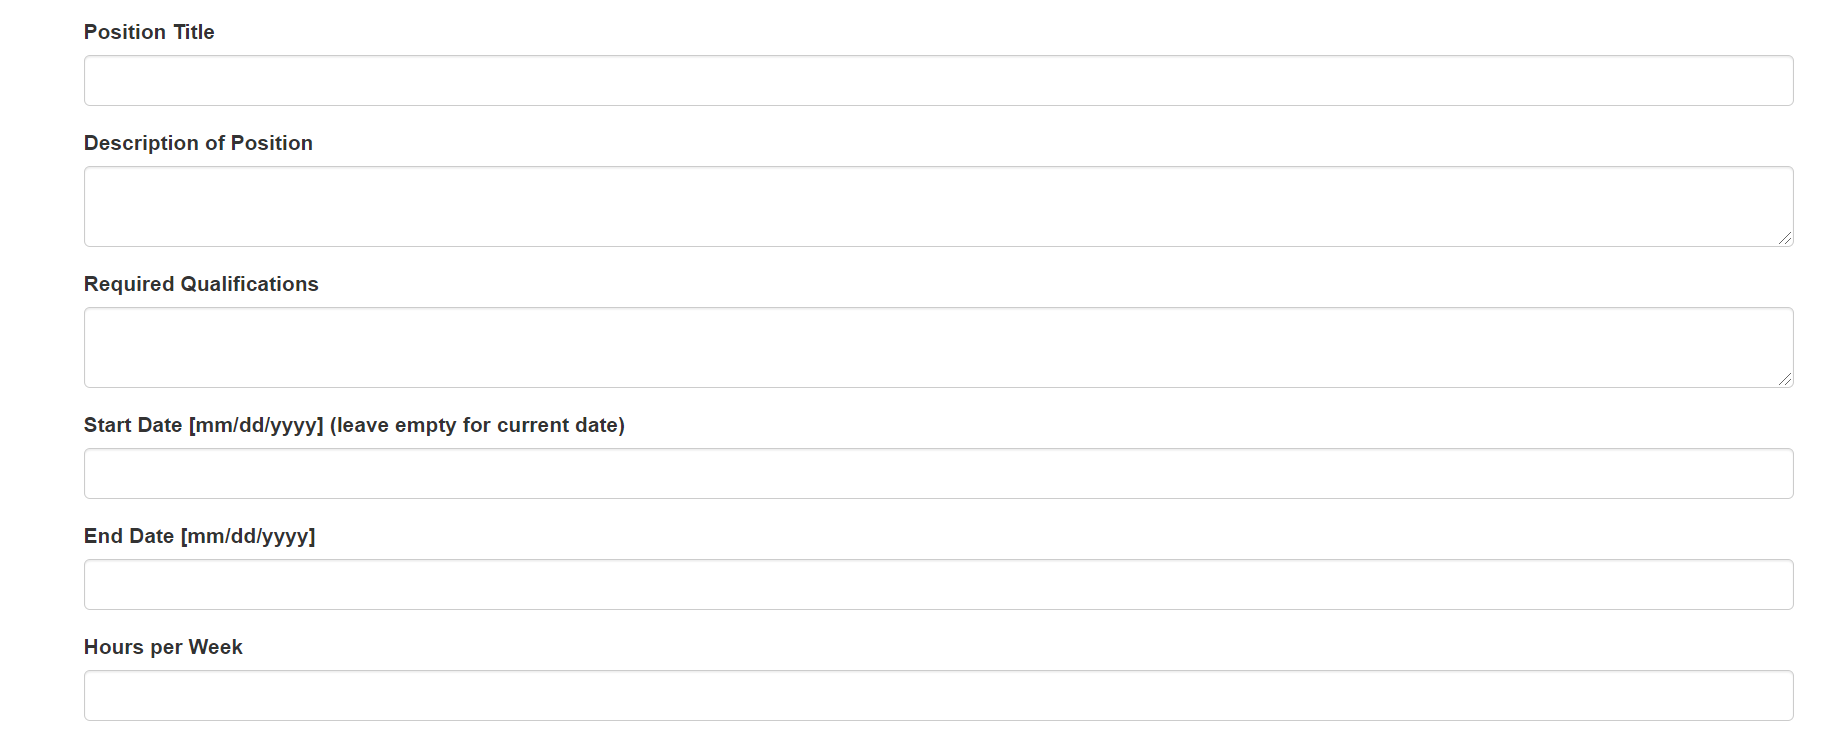 Position Title
Description of Position
Required Qualifications
Start Date [mm/dd/yyyy] (leave empty for current date)
End Date [mm/dd/yyyy]
Hours per Week